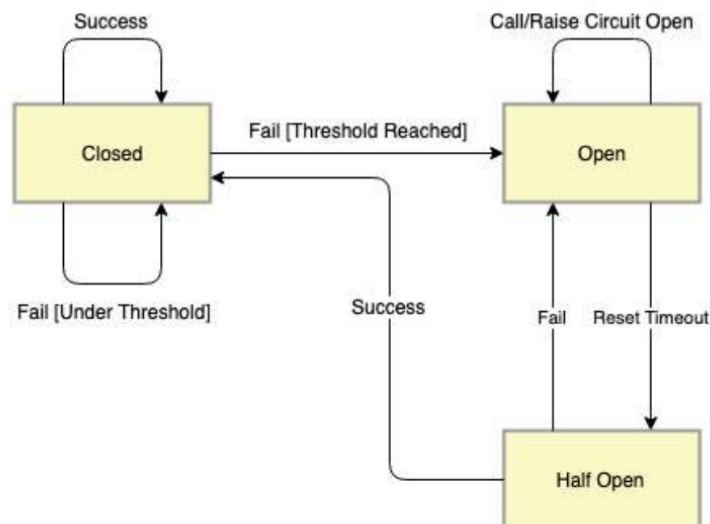 Success
Call/Raise Circuit Open
Closed
Fail [Threshold Reached]
Open
Fail [Under Threshold]
Success
Fail
Reset Timeout
Half Open